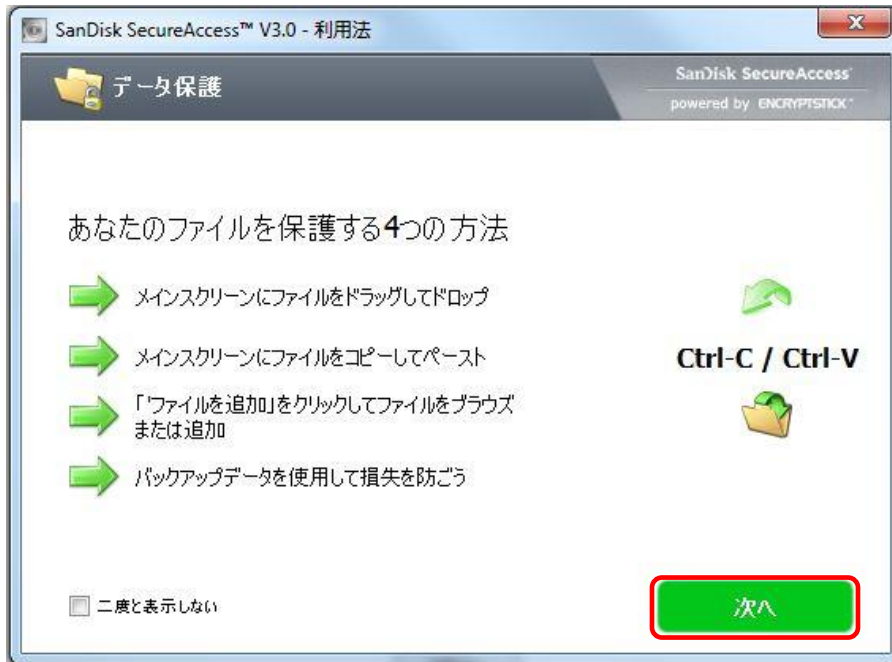 SanDisk SecureAccess™ V3.0 - 利用法
データ保護
SanDisk SecureAccess™
powered by ENCRYPTSTICK™
あなたのファイルを保護する4つの方法
メインスクリーンにファイルをドラッグしてドロップ
メインスクリーンにファイルをコピーしてペースト
Ctrl-C / Ctrl-V
「'ファイルを追加」をクリックしてファイルをブラウズ
または追加
バックアップデータを使用して損失を防ごう
二度と表示しない
次へ